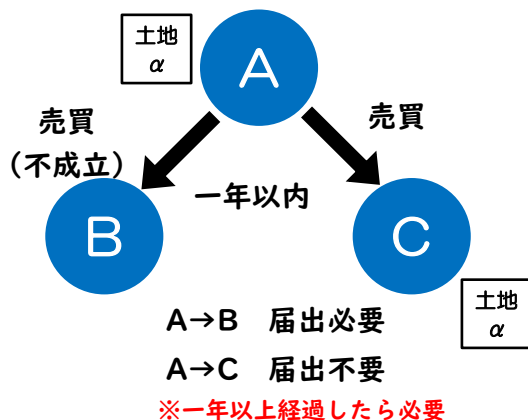 土地
α
A
売買
(不成立)
売買
一年以内
B
C
土地
α
A→B 届出必要
A→C 届出不要
※一年以上経過したら必要